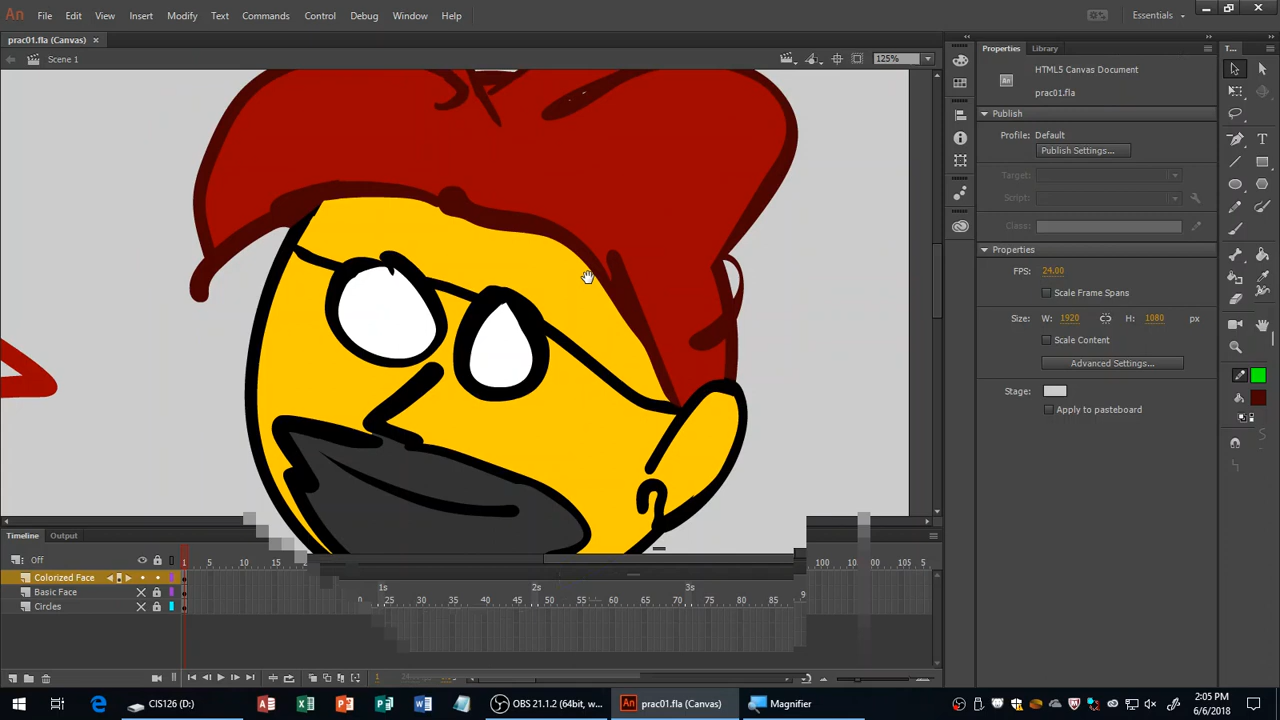 An File Edit View Insert Modify Text Commands Control Debug Window Help Essentials
prac01.fla (Canvas) ×
Scene 1 125%
Properties Library T...
HTML5 Canvas Document
prac01.fla
Publish
Profile: Default
Publish Settings...
Target:
Script:
Class:
Properties
FPS: 24.00
Scale Frame Spans
Size: W: 1920 H: 1080 px
Scale Content
Advanced Settings...
Stage:
Apply to pasteboard
Timeline Output
Off 1 5 10 15 100 105 5
Colorized Face
Basic Face
Circles
1s 2s 3s
0 25 30 35 40 45 50 55 60 65 70 75 80 85 9
1
CIS126 (D:) OBS 21.1.2 (64bit, w... An prac01.fla (Canvas) Magnifier
2:05 PM
6/6/2018